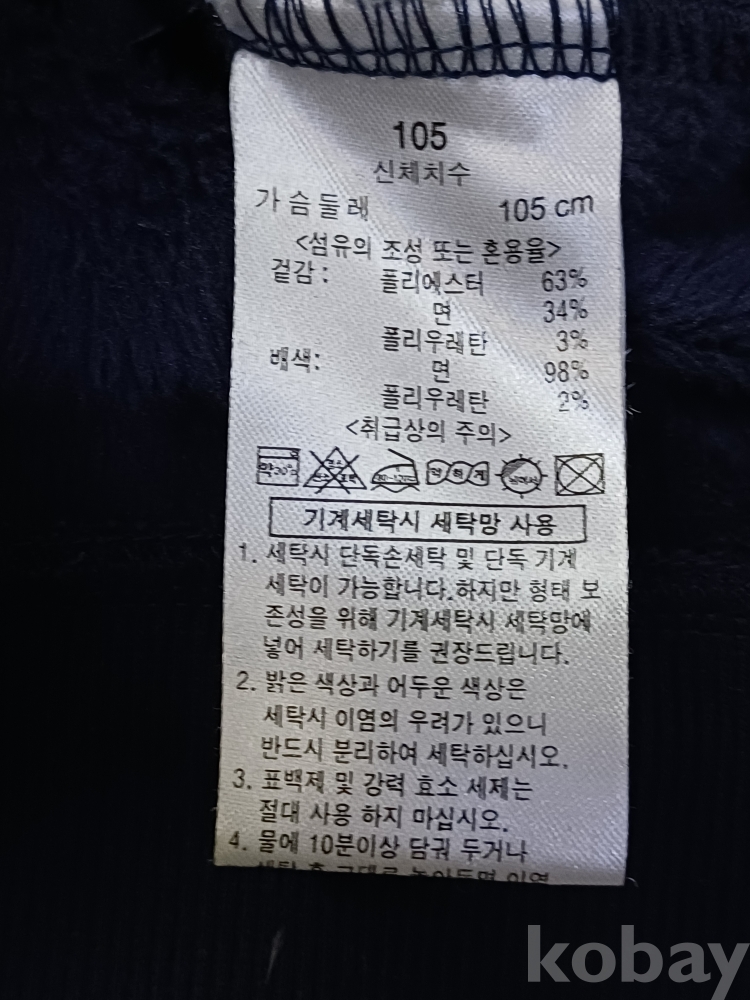 105
신체치수
가슴둘레 105 cm
<섬유의 조성 또는 혼용율>
겉감: 폴리에스터 63%
면 34%
폴리우레탄 3%
배색: 면 98%
폴리우레탄 2%
<취급상의 주의>
약30℃
기계세탁시 세탁망 사용
1. 세탁시 단독손세탁 및 단독 기계
세탁이 가능합니다.하지만 형태 보
존성을 위해 기계세탁시 세탁망에
넣어 세탁하기를 권장드립니다.
2. 밝은 색상과 어두운 색상은
세탁시 이염의 우려가 있으니
반드시 분리하여 세탁하십시오.
3. 표백제 및 강력 효소 세제는
절대 사용 하지 마십시오.
4. 물에 10분이상 담궈 두거나
kobay